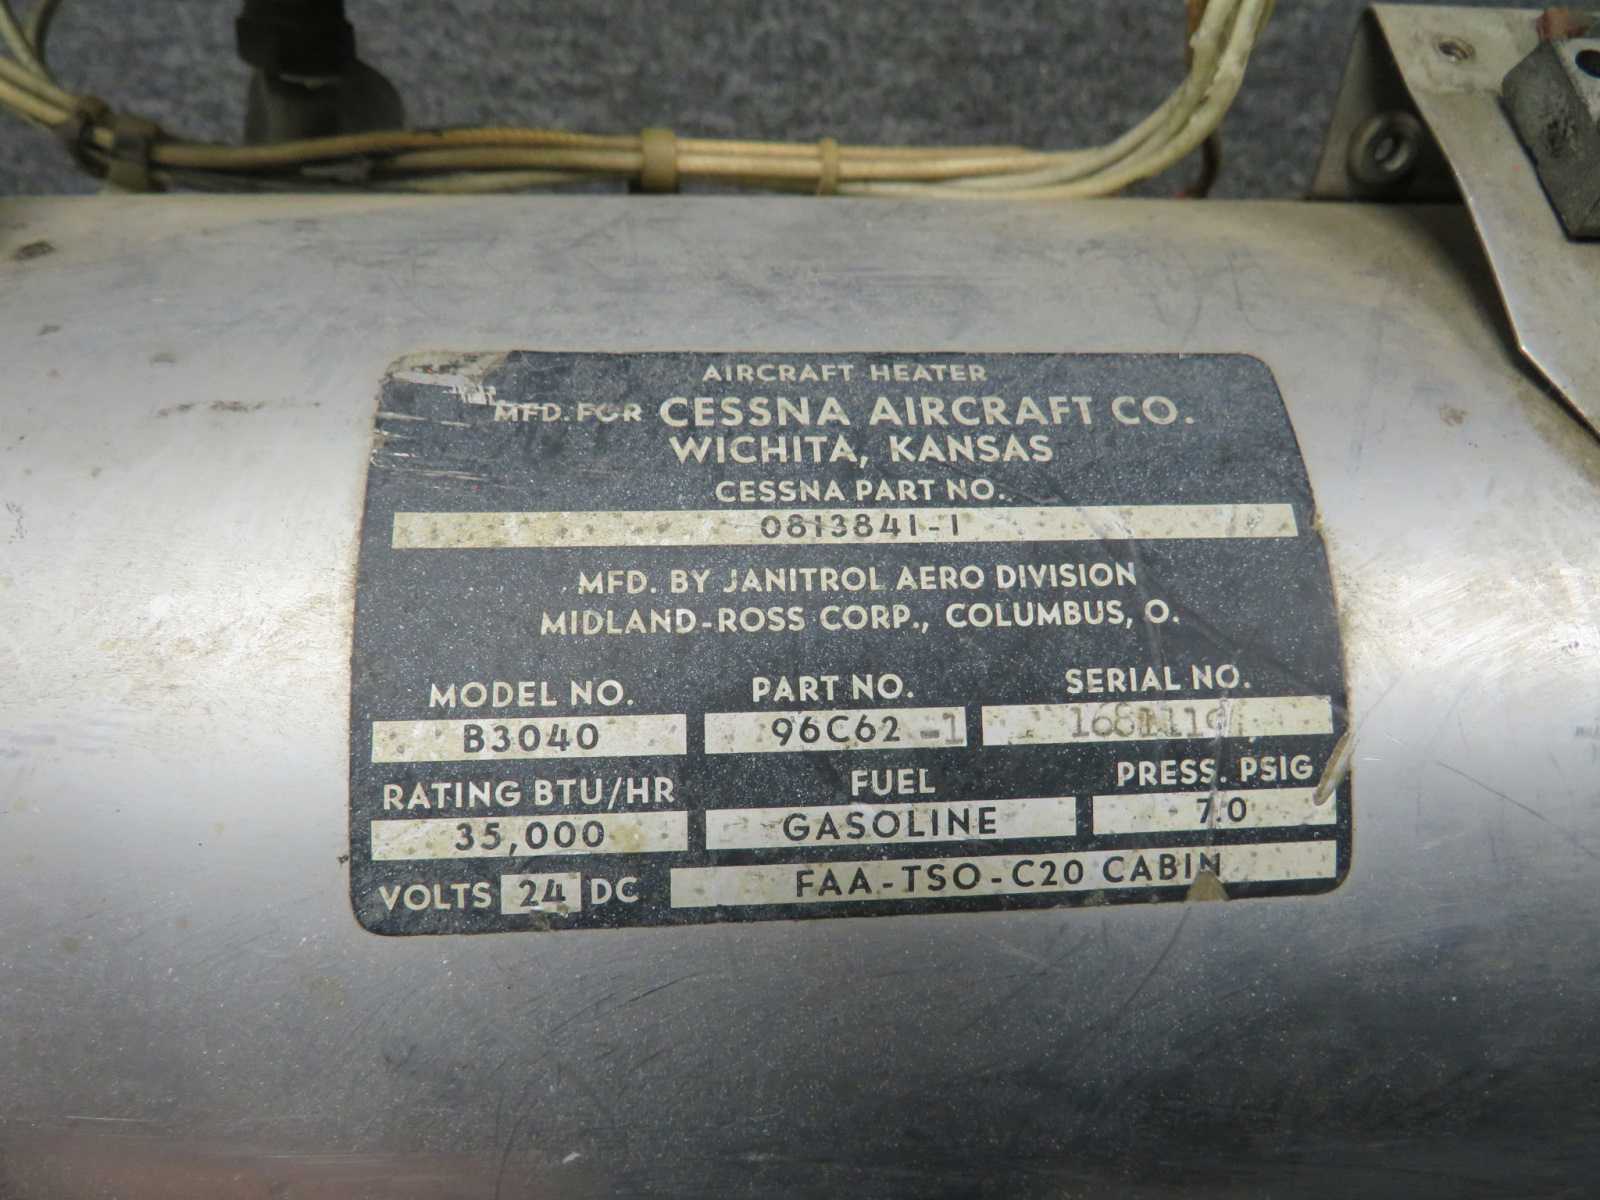 AIRCRAFT HEATER
MFD. FOR CESSNA AIRCRAFT CO.
WICHITA, KANSAS
CESSNA PART NO.
0813841-1
MFD. BY JANITROL AERO DIVISION
MIDLAND-ROSS CORP., COLUMBUS, O.
MODEL NO. PART NO. SERIAL NO.
B3040 96C62-1
RATING BTU/HR FUEL PRESS. PSIG
35,000 GASOLINE 7.0
VOLTS 24 DC FAA-TSO-C20 CABIN